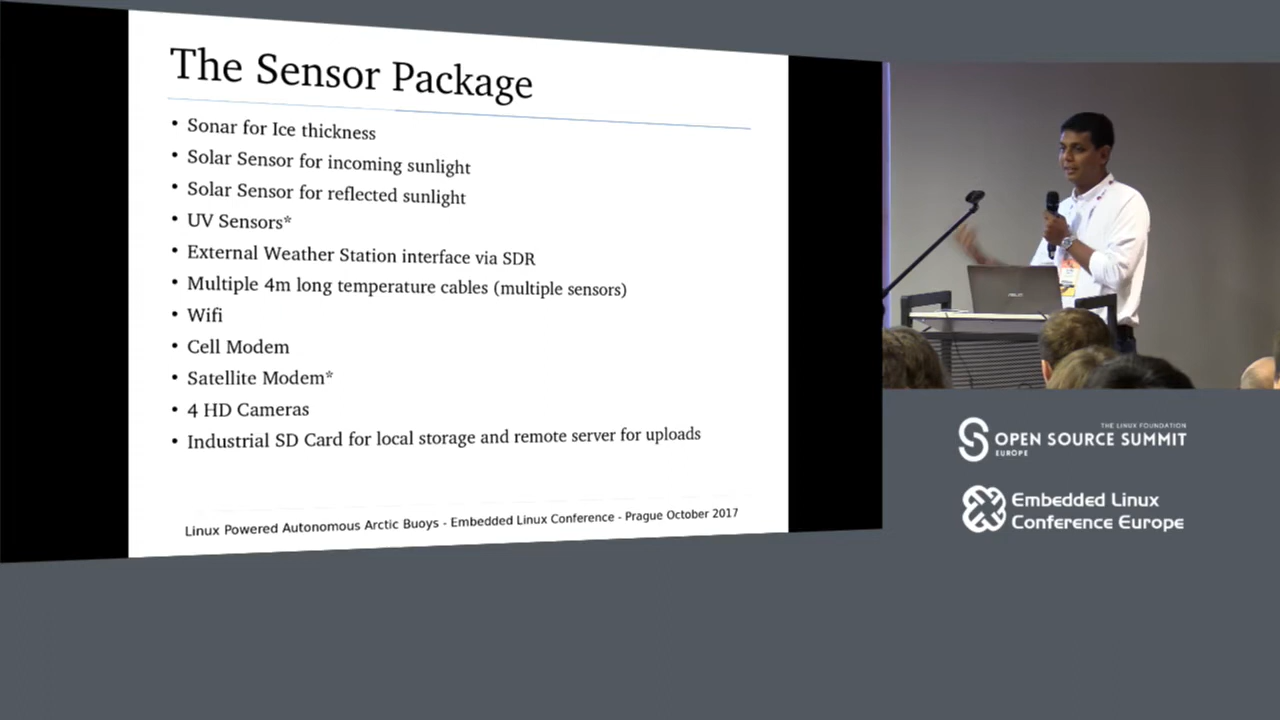 The Sensor Package
• Sonar for Ice thickness
• Solar Sensor for incoming sunlight
• Solar Sensor for reflected sunlight
• UV Sensors*
• External Weather Station interface via SDR
• Multiple 4m long temperature cables (multiple sensors)
• Wifi
• Cell Modem
• Satellite Modem*
• 4 HD Cameras
• Industrial SD Card for local storage and remote server for uploads
Linux Powered Autonomous Arctic Buoys - Embedded Linux Conference - Prague October 2017
THE LINUX FOUNDATION
OPEN SOURCE SUMMIT
EUROPE
Embedded Linux
Conference Europe